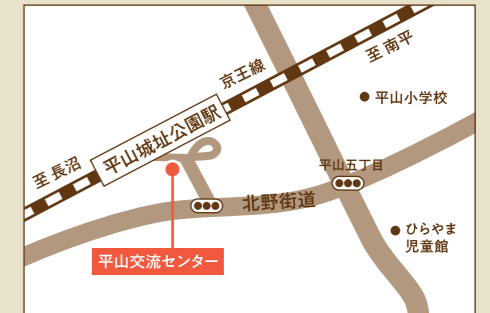 京王線
至 南平
平山小学校
平山城址公園駅
至 長沼
平山五丁目
北野街道
ひらやま
児童館
平山交流センター